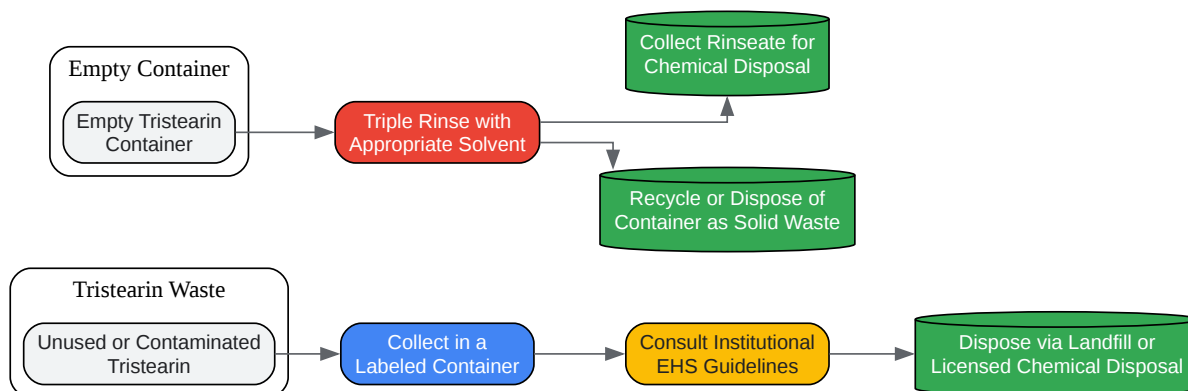 Empty Container
Empty Tristearin
Container
Triple Rinse with
Appropriate Solvent
Collect Rinseate for
Chemical Disposal
Recycle or Dispose of
Container as Solid Waste
Tristearin Waste
Unused or Contaminated
Tristearin
Collect in a
Labeled Container
Consult Institutional
EHS Guidelines
Dispose via Landfill or
Licensed Chemical Disposal